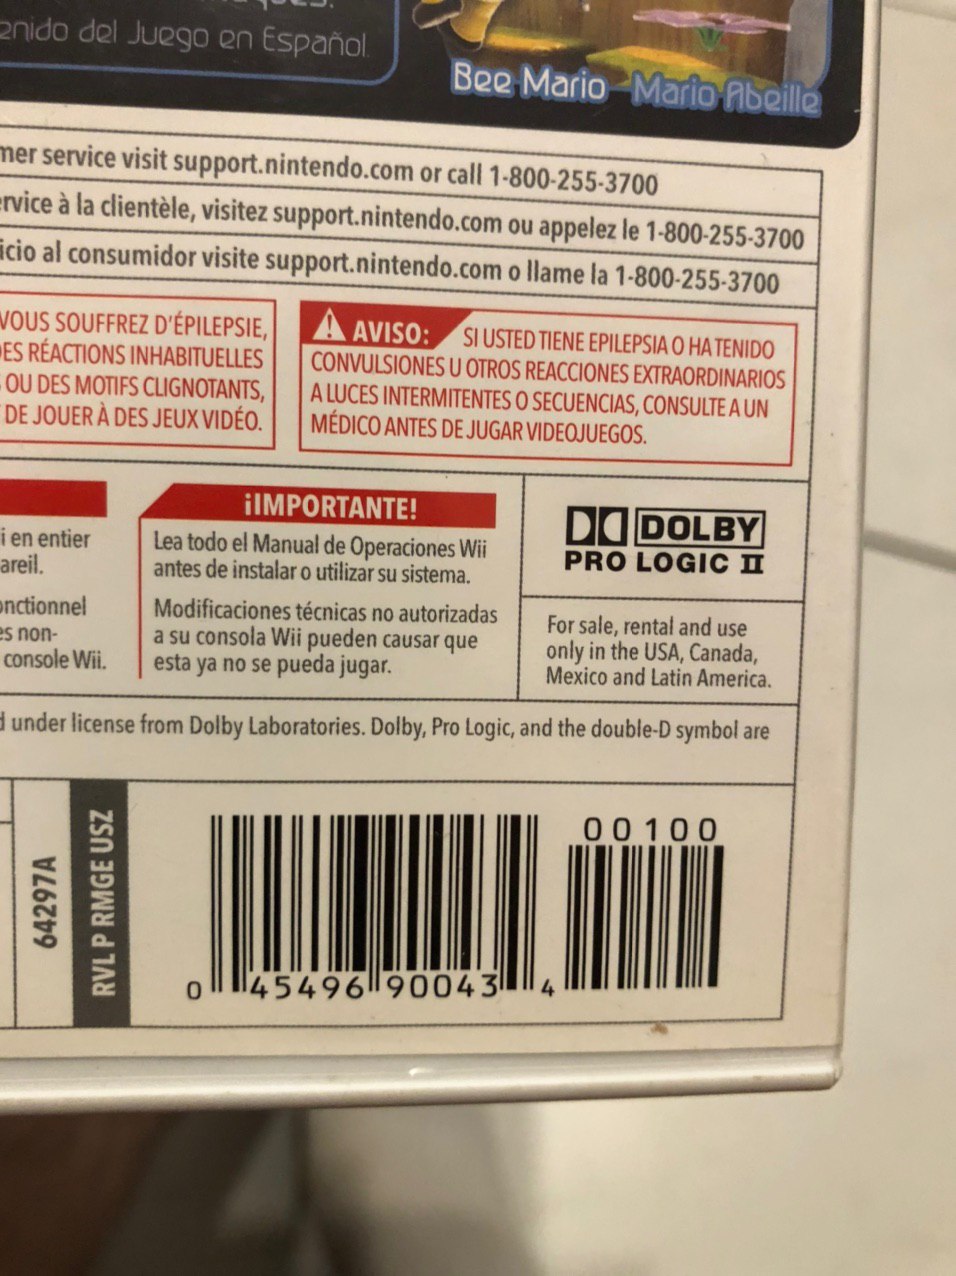 enido del Juego en Español
Bee Mario Mario Abeille
mer service visit support.nintendo.com or call 1-800-255-3700
rvice à la clientèle, visitez support.nintendo.com ou appelez le 1-800-255-3700
icio al consumidor visite support.nintendo.com o llame la 1-800-255-3700
VOUS SOUFFREZ D'ÉPILEPSIE,
ES RÉACTIONS INHABITUELLES
OU DES MOTIFS CLIGNOTANTS,
DE JOUER À DES JEUX VIDÉO.
AVISO: SI USTED TIENE EPILEPSIA O HA TENIDO
CONVULSIONES U OTROS REACCIONES EXTRAORDINARIOS
A LUCES INTERMITENTES O SECUENCIAS, CONSULTE A UN
MÉDICO ANTES DE JUGAR VIDEOJUEGOS.
i en entier
areil.
onctionnel
es non-
console Wii.
¡IMPORTANTE!
Lea todo el Manual de Operaciones Wii
antes de instalar o utilizar su sistema.
Modificaciones técnicas no autorizadas
a su consola Wii pueden causar que
esta ya no se pueda jugar.
DOLBY
PRO LOGIC II
For sale, rental and use
only in the USA, Canada,
Mexico and Latin America.
d under license from Dolby Laboratories. Dolby, Pro Logic, and the double-D symbol are
64297A
RVL P RMGE USZ
00100
0 45496 90043 4